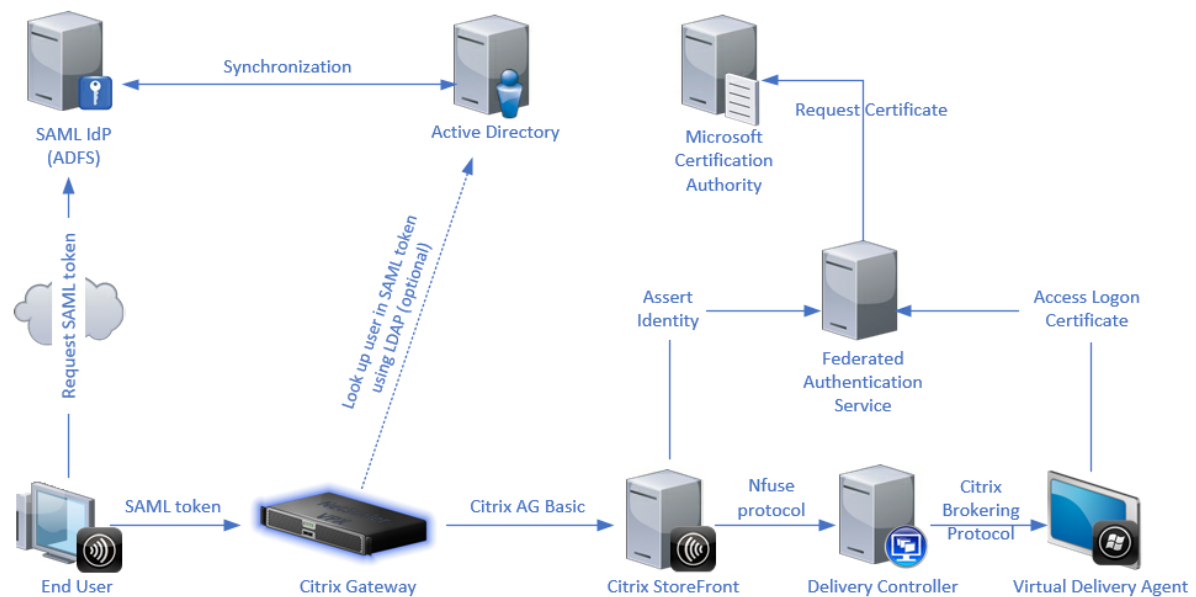 Synchronization
SAML IdP
(ADFS)
Active Directory
Request Certificate
Microsoft
Certification
Authority
Request SAML token
Look up user in SAML token
using LDAP (optional)
Assert
Identity
Access Logon
Certificate
Federated
Authentication
Service
SAML token
VPN
Citrix AG Basic
Nfuse
protocol
Citrix
Brokering
Protocol
End User
Citrix Gateway
Citrix StoreFront
Delivery Controller
Virtual Delivery Agent